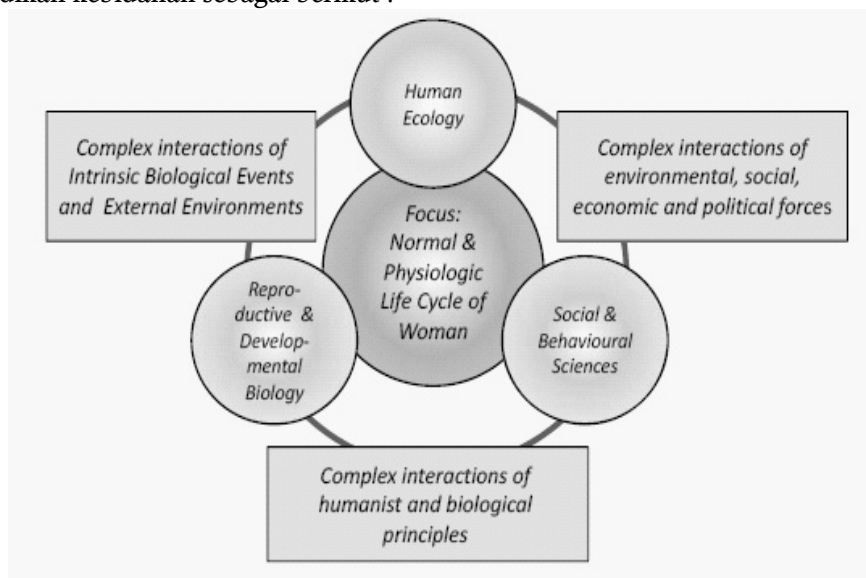 Human
Ecology
Complex interactions of
Intrinsic Biological Events
and External Environments
Complex interactions of
environmental, social,
economic and political forces
Focus:
Normal &
Physiologic
Life Cycle of
Woman
Repro-
ductive &
Develop-
mental
Biology
Social &
Behavioural
Sciences
Complex interactions of
humanist and biological
principles